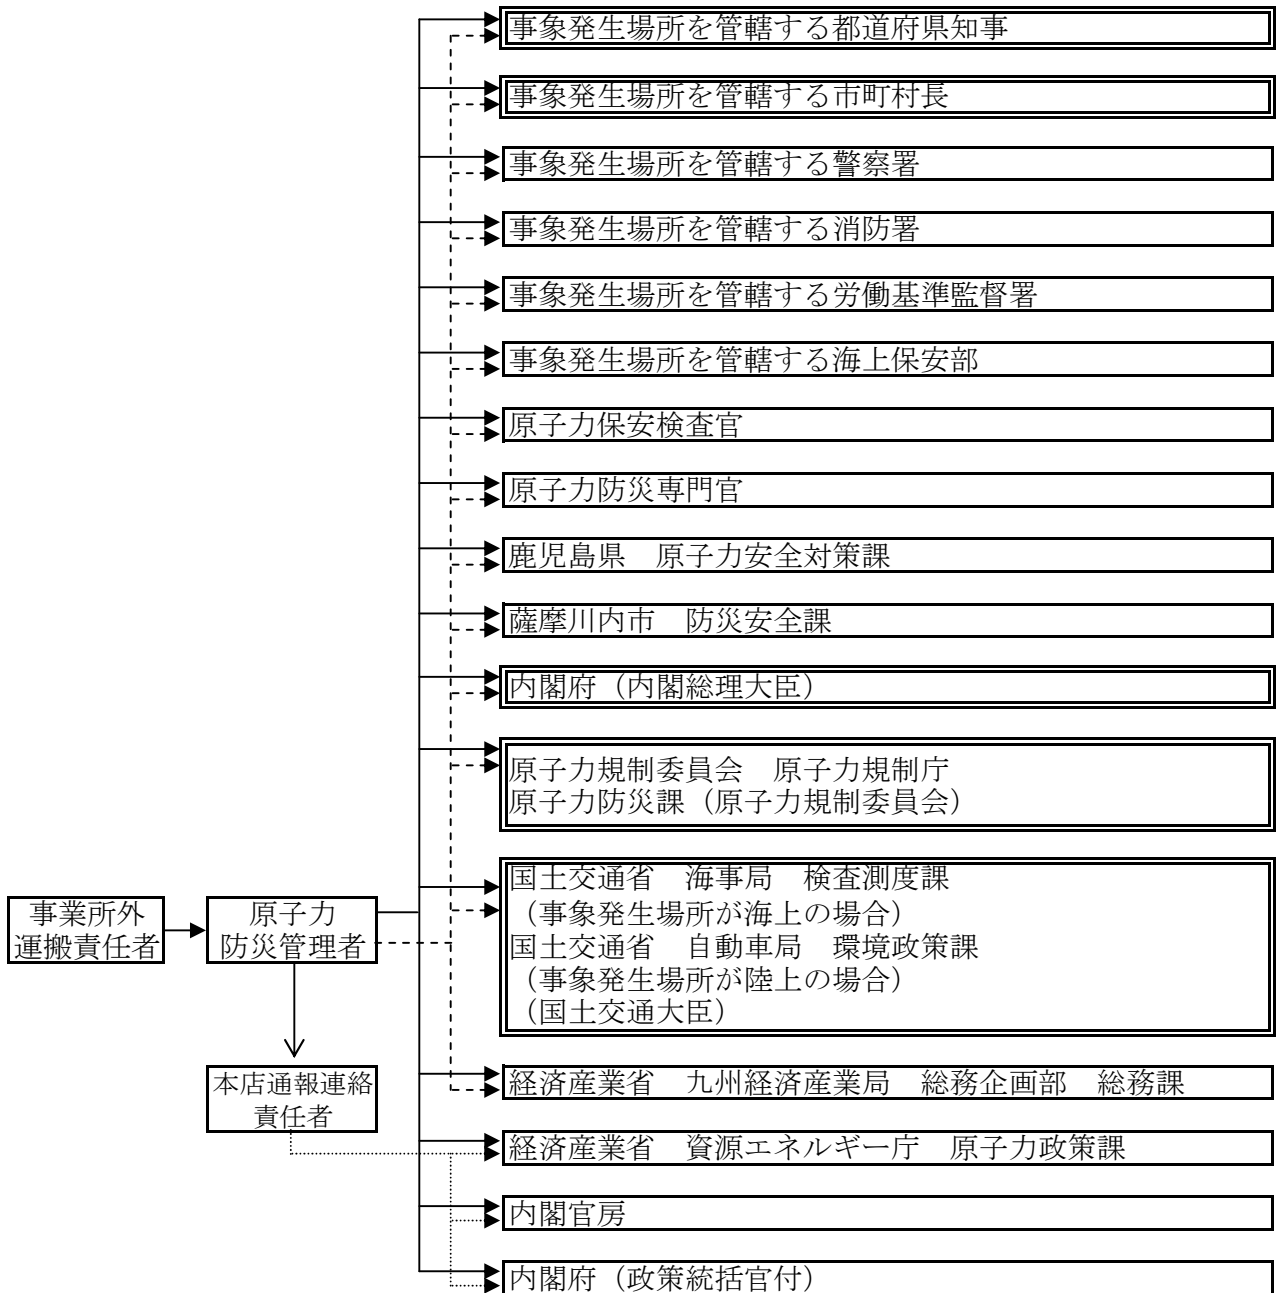 事象発生場所を管轄する都道府県知事
事象発生場所を管轄する市町村長
事象発生場所を管轄する警察署
事象発生場所を管轄する消防署
事象発生場所を管轄する労働基準監督署
事象発生場所を管轄する海上保安部
原子力保安検査官
原子力防災専門官
鹿児島県　原子力安全対策課
薩摩川内市　防災安全課
内閣府（内閣総理大臣）
原子力規制委員会　原子力規制庁
原子力防災課（原子力規制委員会）
国土交通省　海事局　検査測度課
（事象発生場所が海上の場合）
国土交通省　自動車局　環境政策課
（事象発生場所が陸上の場合）
（国土交通大臣）
事業所外
運搬責任者
原子力
防災管理者
本店通報連絡
責任者
経済産業省　九州経済産業局　総務企画部　総務課
経済産業省　資源エネルギー庁　原子力政策課
内閣官房
内閣府（政策統括官付）